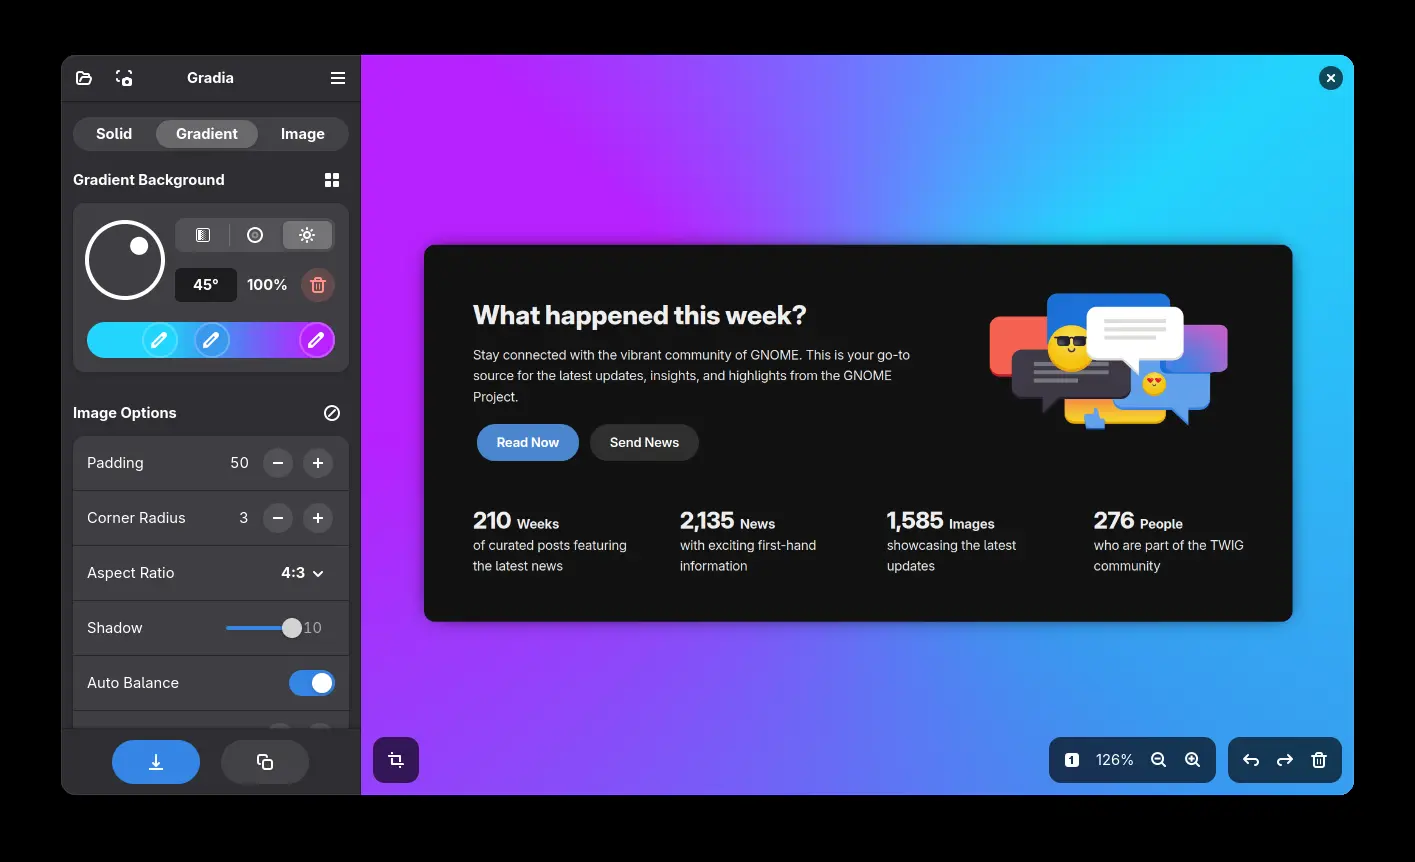 Gradia
Solid
Gradient
Image
Gradient Background
45°
100%
Image Options
Padding
50
Corner Radius
3
Aspect Ratio
4:3
Shadow
10
Auto Balance
What happened this week?
Stay connected with the vibrant community of GNOME. This is your go-to
source for the latest updates, insights, and highlights from the GNOME
Project.
Read Now
Send News
210 Weeks
of curated posts featuring
the latest news
2,135 News
with exciting first-hand
information
1,585 Images
showcasing the latest
updates
276 People
who are part of the TWIG
community
1
126%